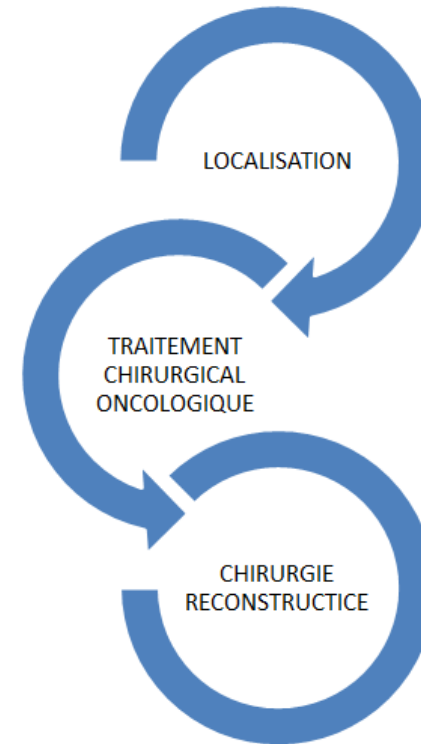 LOCALISATION
TRAITEMENT
CHIRURGICAL
ONCOLOGIQUE
CHIRURGIE
RECONSTRUCTICE